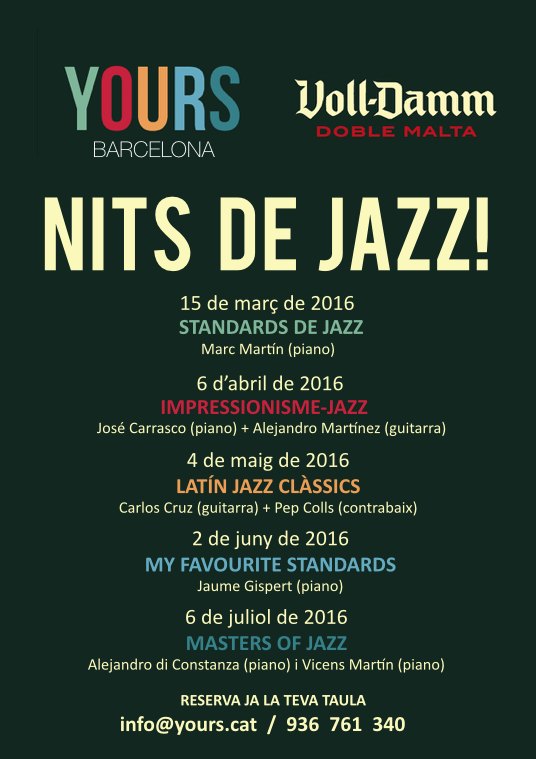 YOURS
BARCELONA
Voll-Damm
DOBLE MALTA
NITS DE JAZZ!
15 de març de 2016
STANDARDS DE JAZZ
Marc Martín (piano)
6 d'abril de 2016
IMPRESSIONISME-JAZZ
José Carrasco (piano) + Alejandro Martínez (guitarra)
4 de maig de 2016
LATÍN JAZZ CLÀSSICS
Carlos Cruz (guitarra) + Pep Colls (contrabaix)
2 de juny de 2016
MY FAVOURITE STANDARDS
Jaume Gispert (piano)
6 de juliol de 2016
MASTERS OF JAZZ
Alejandro di Constanza (piano) i Vicens Martín (piano)
RESERVA JA LA TEVA TAULA
info@yours.cat / 936 761 340